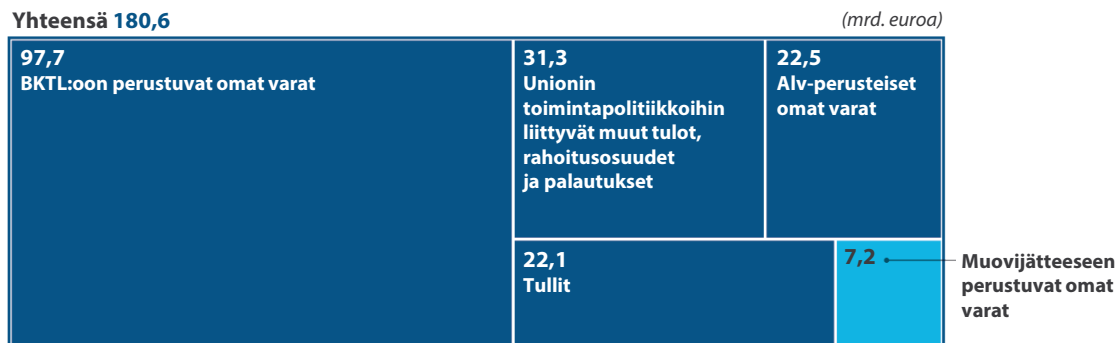 Yhteensä 180,6
(mrd. euroa)
97,7
BKTL:oon perustuvat omat varat
31,3
Unionin
toimintapolitiikkoihin
liittyvät muut tulot,
rahoitusosuudet
ja palautukset
22,5
Alv-perusteiset
omat varat
22,1
Tullit
7,2
Muovijätteeseen
perustuvat omat
varat